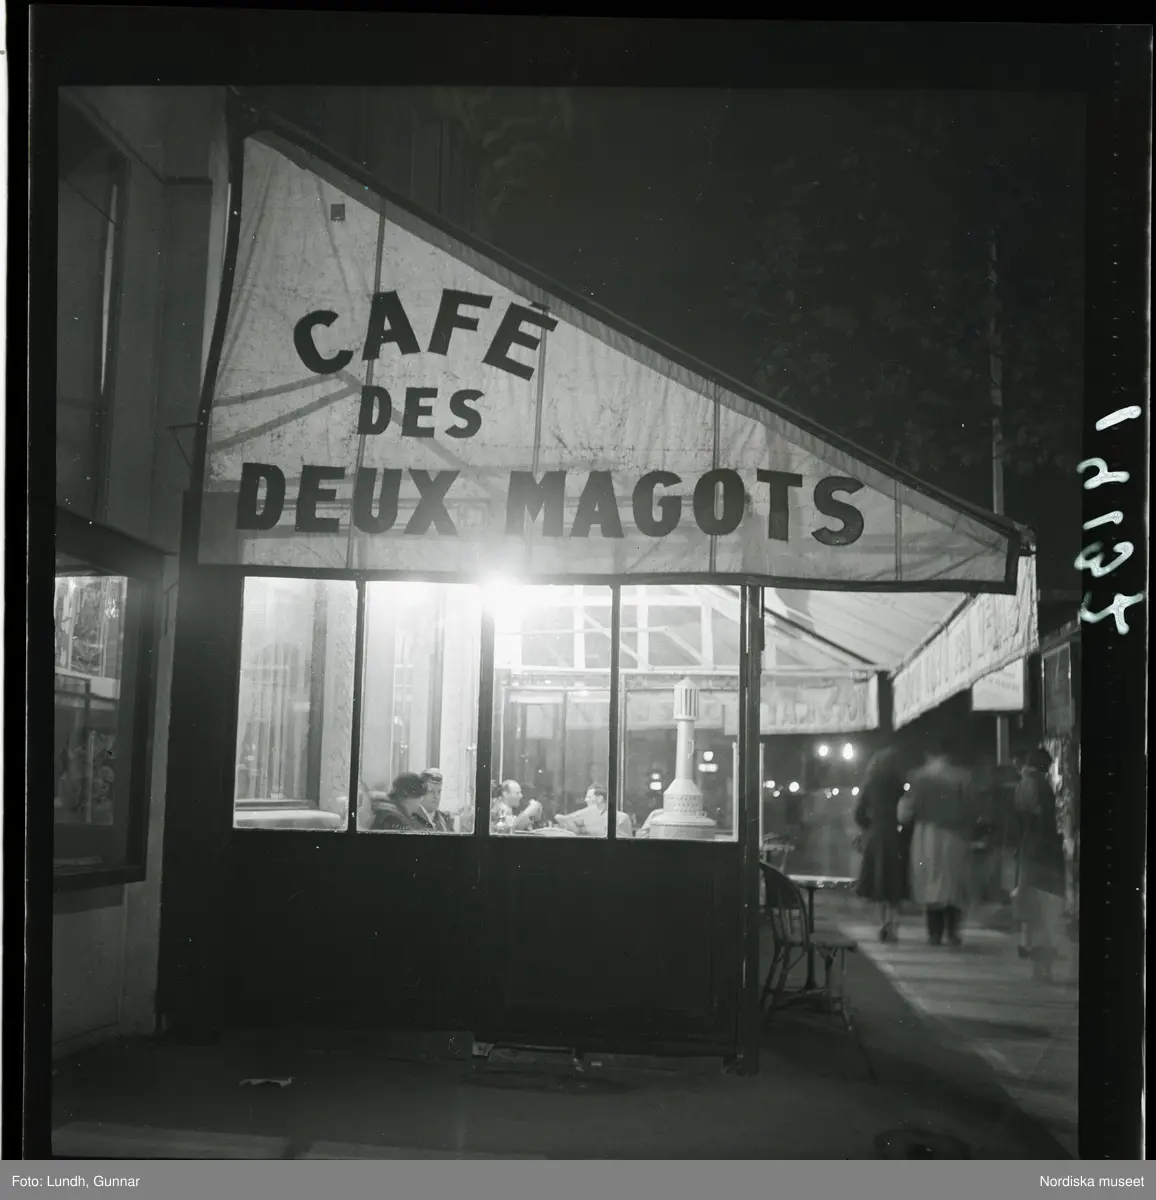 CAFÉ
DES
DEUX MAGOTS
Foto: Lundh, Gunnar
Nordiska museet